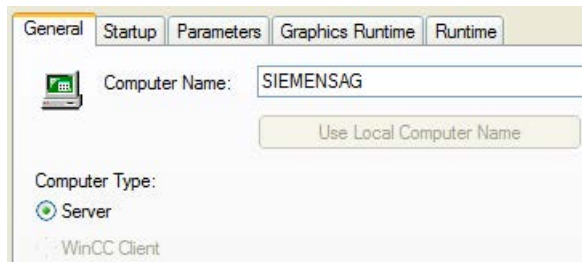 General Startup Parameters Graphics Runtime Runtime
Computer Name: SIEMENSAG
Use Local Computer Name
Computer Type:
Server
WinCC Client